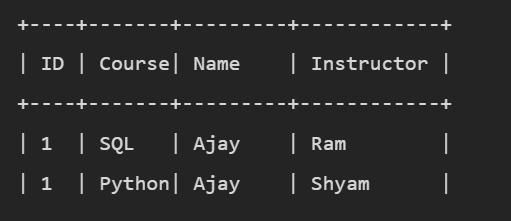 +----+-------+---------+------------+
| ID | Course| Name    | Instructor |
+----+-------+---------+------------+
| 1  | SQL   | Ajay    | Ram        |
| 1  | Python| Ajay    | Shyam      |